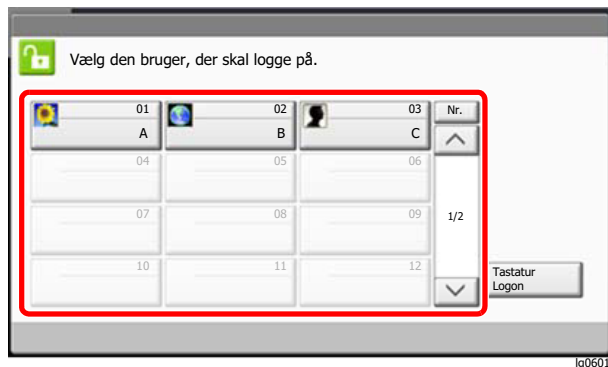 Vælg den bruger, der skal logge på.
01 02 03 Nr.
A B C
04 05 06
07 08 09 1/2
10 11 12
Tastatur
Logon
lg0601